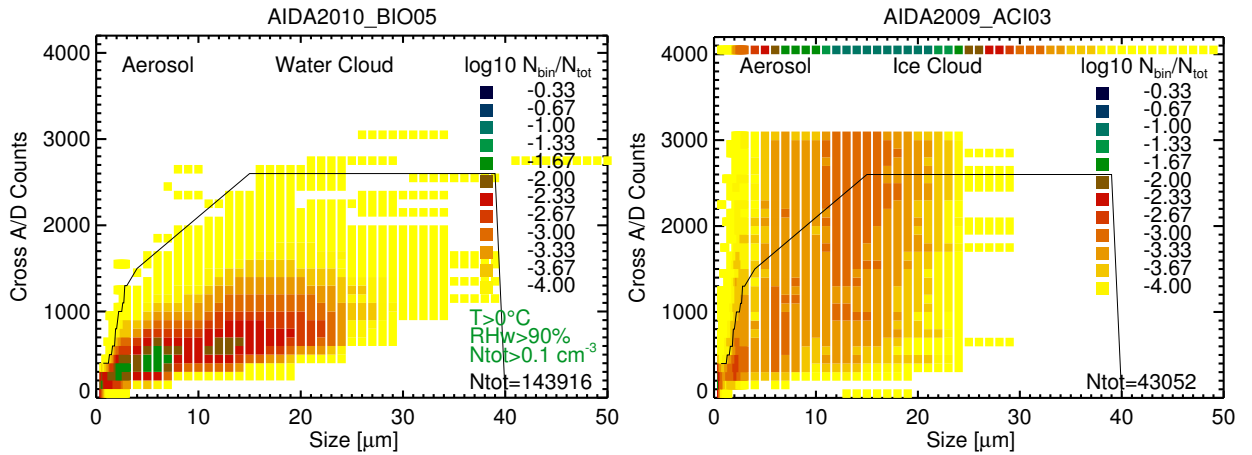 AIDA2010_BIO05
Cross A/D Counts
4000
3000
2000
1000
0
Aerosol
Water Cloud
log10 N_bin/N_tot
-0.33
-0.67
-1.00
-1.33
-1.67
-2.00
-2.33
-2.67
-3.33
-3.67
-4.00
T>0°C
RHw>90%
Ntot>0.1 cm⁻³
Ntot=143916
0 10 20 30 40 50
Size [μm]
AIDA2009_ACI03
Cross A/D Counts
4000
3000
2000
1000
0
Aerosol
Ice Cloud
log10 N_bin/N_tot
-0.33
-0.67
-1.00
-1.33
-1.67
-2.00
-2.33
-2.67
-3.33
-3.67
-4.00
Ntot=43052
0 10 20 30 40 50
Size [μm]